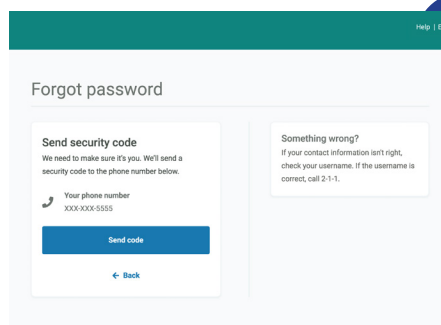 Help |
Forgot password
Send security code
We need to make sure it's you. We'll send a
security code to the phone number below.
Your phone number
XXX-XXX-5555
Send code
← Back
Something wrong?
If your contact information isn't right,
check your username. If the username is
correct, call 2-1-1.